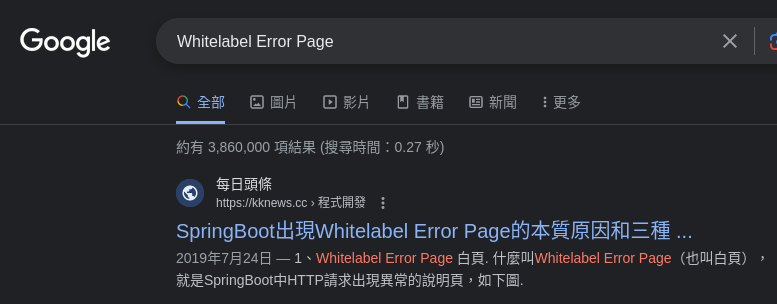 Google
Whitelabel Error Page
全部 圖片 影片 書籍 新聞 更多
約有 3,860,000 項結果 (搜尋時間：0.27 秒)
每日頭條
https://kknews.cc › 程式開發
SpringBoot出現Whitelabel Error Page的本質原因和三種 ...
2019年7月24日 — 1、Whitelabel Error Page 白頁. 什麼叫Whitelabel Error Page（也叫白頁），
就是SpringBoot中HTTP請求出現異常的說明頁，如下圖.